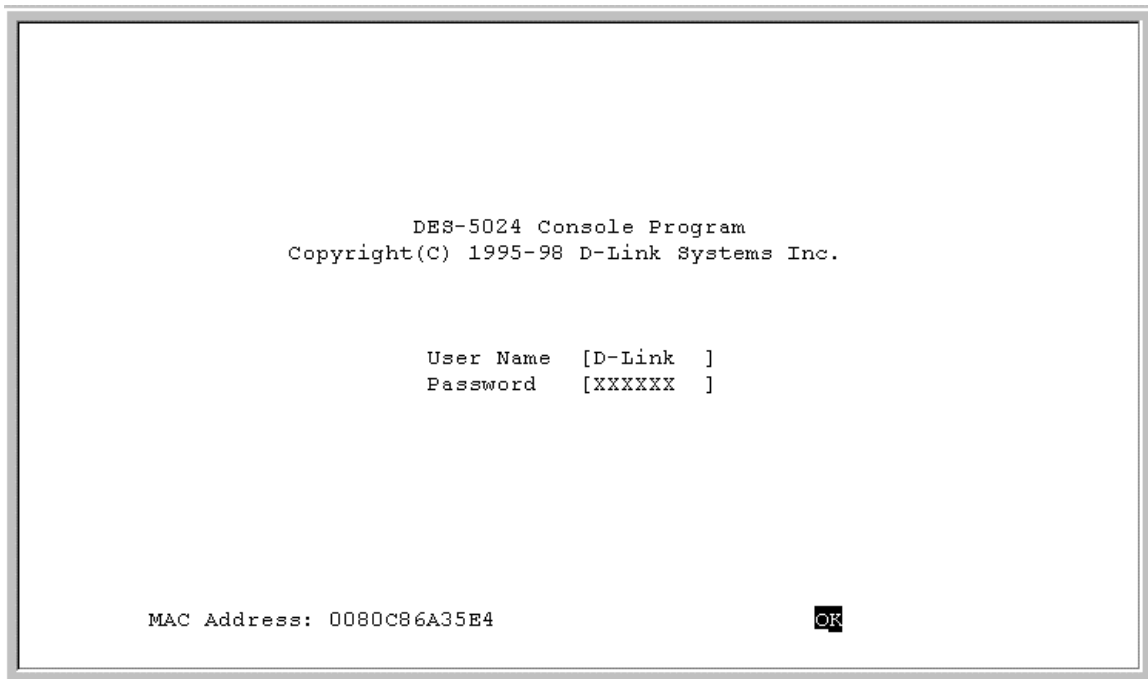 DES-5024 Console Program
Copyright(C) 1995-98 D-Link Systems Inc.
User Name [D-Link ]
Password [XXXXXX ]
MAC Address: 0080C86A35E4 OK